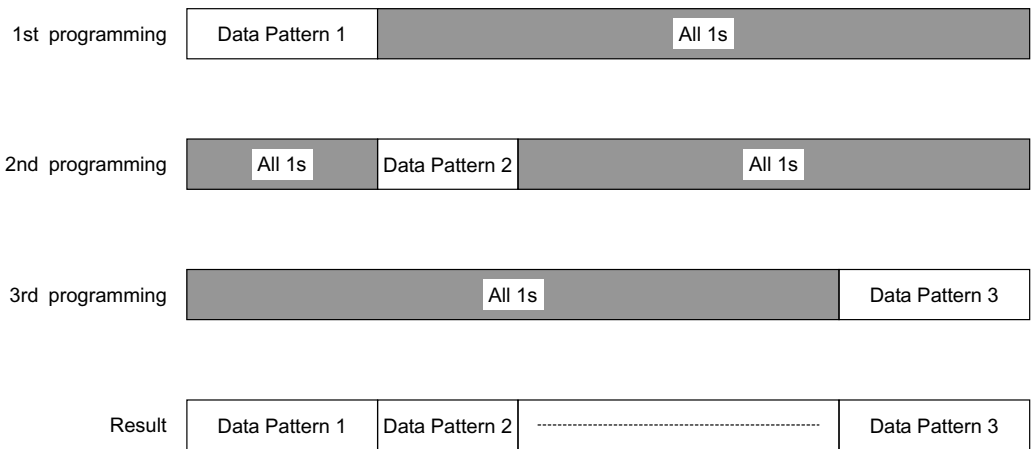 1st programming Data Pattern 1 All 1s
2nd programming All 1s Data Pattern 2 All 1s
3rd programming All 1s Data Pattern 3
Result Data Pattern 1 Data Pattern 2 Data Pattern 3